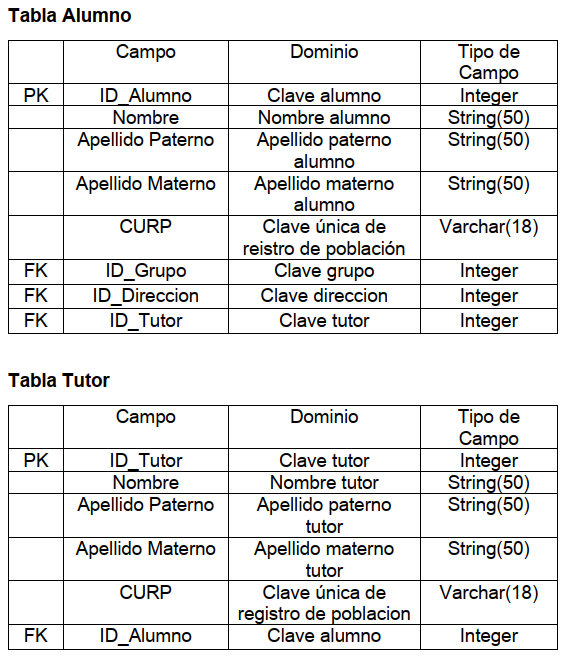 Tabla Alumno
Campo Dominio Tipo de
Campo
PK ID_Alumno Clave alumno Integer
Nombre Nombre alumno String(50)
Apellido Paterno Apellido paterno String(50)
alumno
Apellido Materno Apellido materno String(50)
alumno
CURP Clave única de Varchar(18)
reistro de población
FK ID_Grupo Clave grupo Integer
FK ID_Direccion Clave direccion Integer
FK ID_Tutor Clave tutor Integer
Tabla Tutor
Campo Dominio Tipo de
Campo
PK ID_Tutor Clave tutor Integer
Nombre Nombre tutor String(50)
Apellido Paterno Apellido paterno String(50)
tutor
Apellido Materno Apellido materno String(50)
tutor
CURP Clave única de Varchar(18)
registro de poblacion
FK ID_Alumno Clave alumno Integer